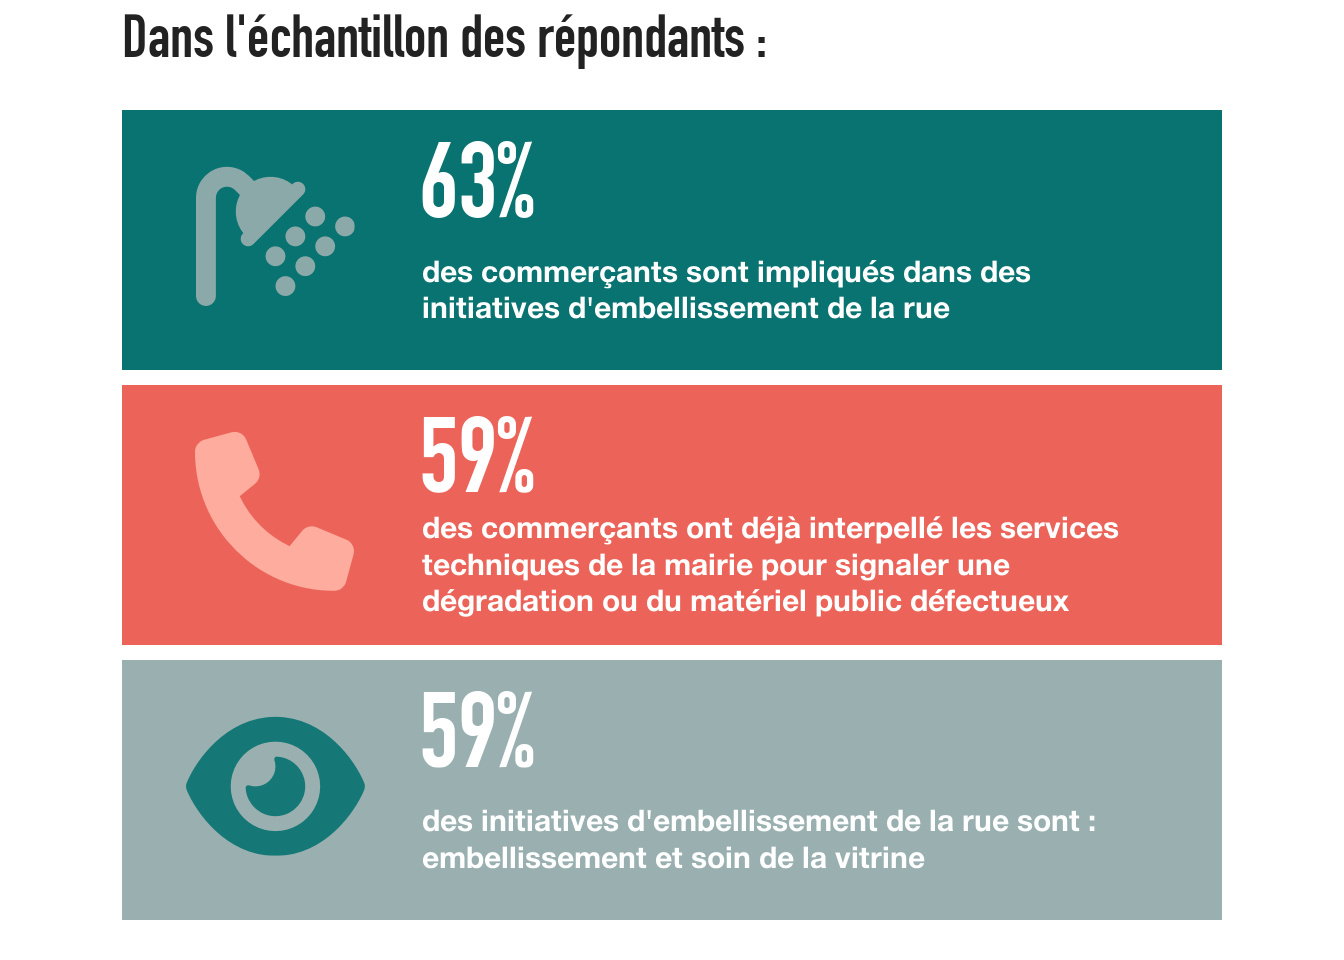 Dans l'échantillon des répondants :
63%
des commerçants sont impliqués dans des
initiatives d'embellissement de la rue
59%
des commerçants ont déjà interpellé les services
techniques de la mairie pour signaler une
dégradation ou du matériel public défectueux
59%
des initiatives d'embellissement de la rue sont :
embellissement et soin de la vitrine